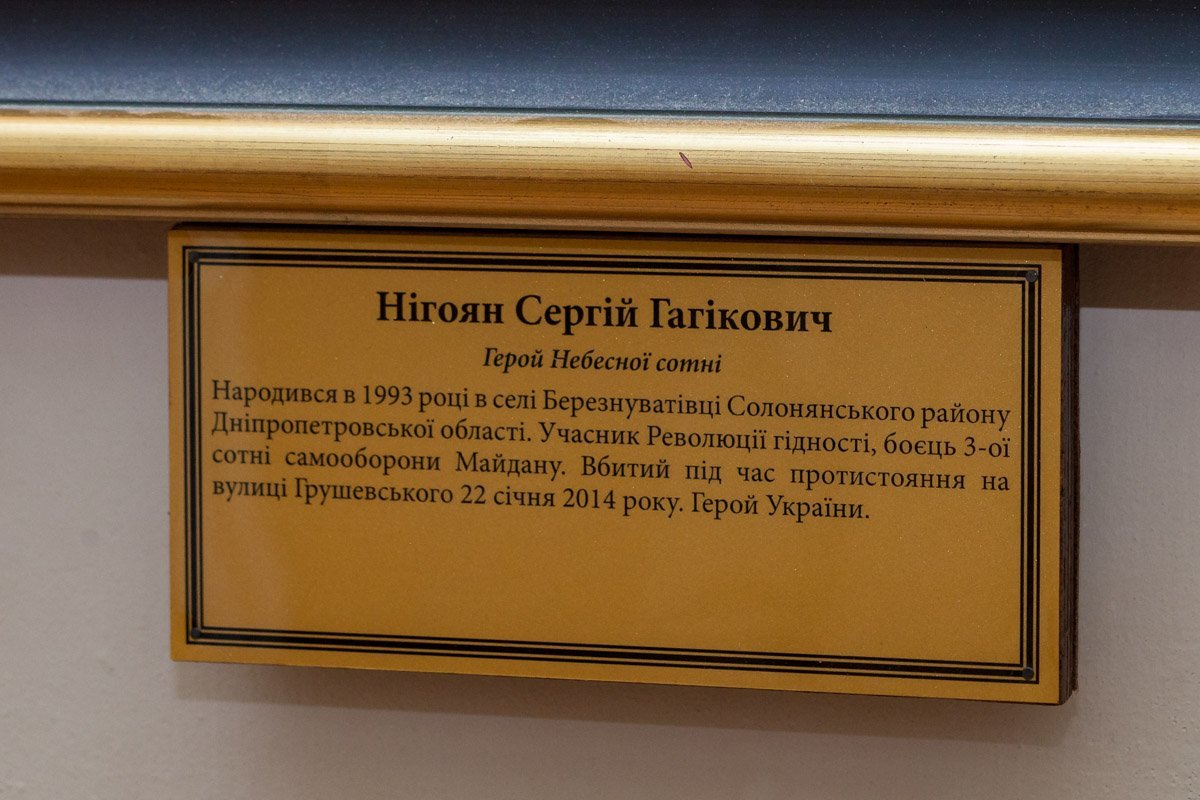 Нігоян Сергій Гагікович
Герой Небесної сотні
Народився в 1993 році в селі Березнуватівці Солонянського району
Дніпропетровської області. Учасник Революції гідності, боєць 3-ої
сотні самооборони Майдану. Вбитий під час протистояння на
вулиці Грушевського 22 січня 2014 року. Герой України.